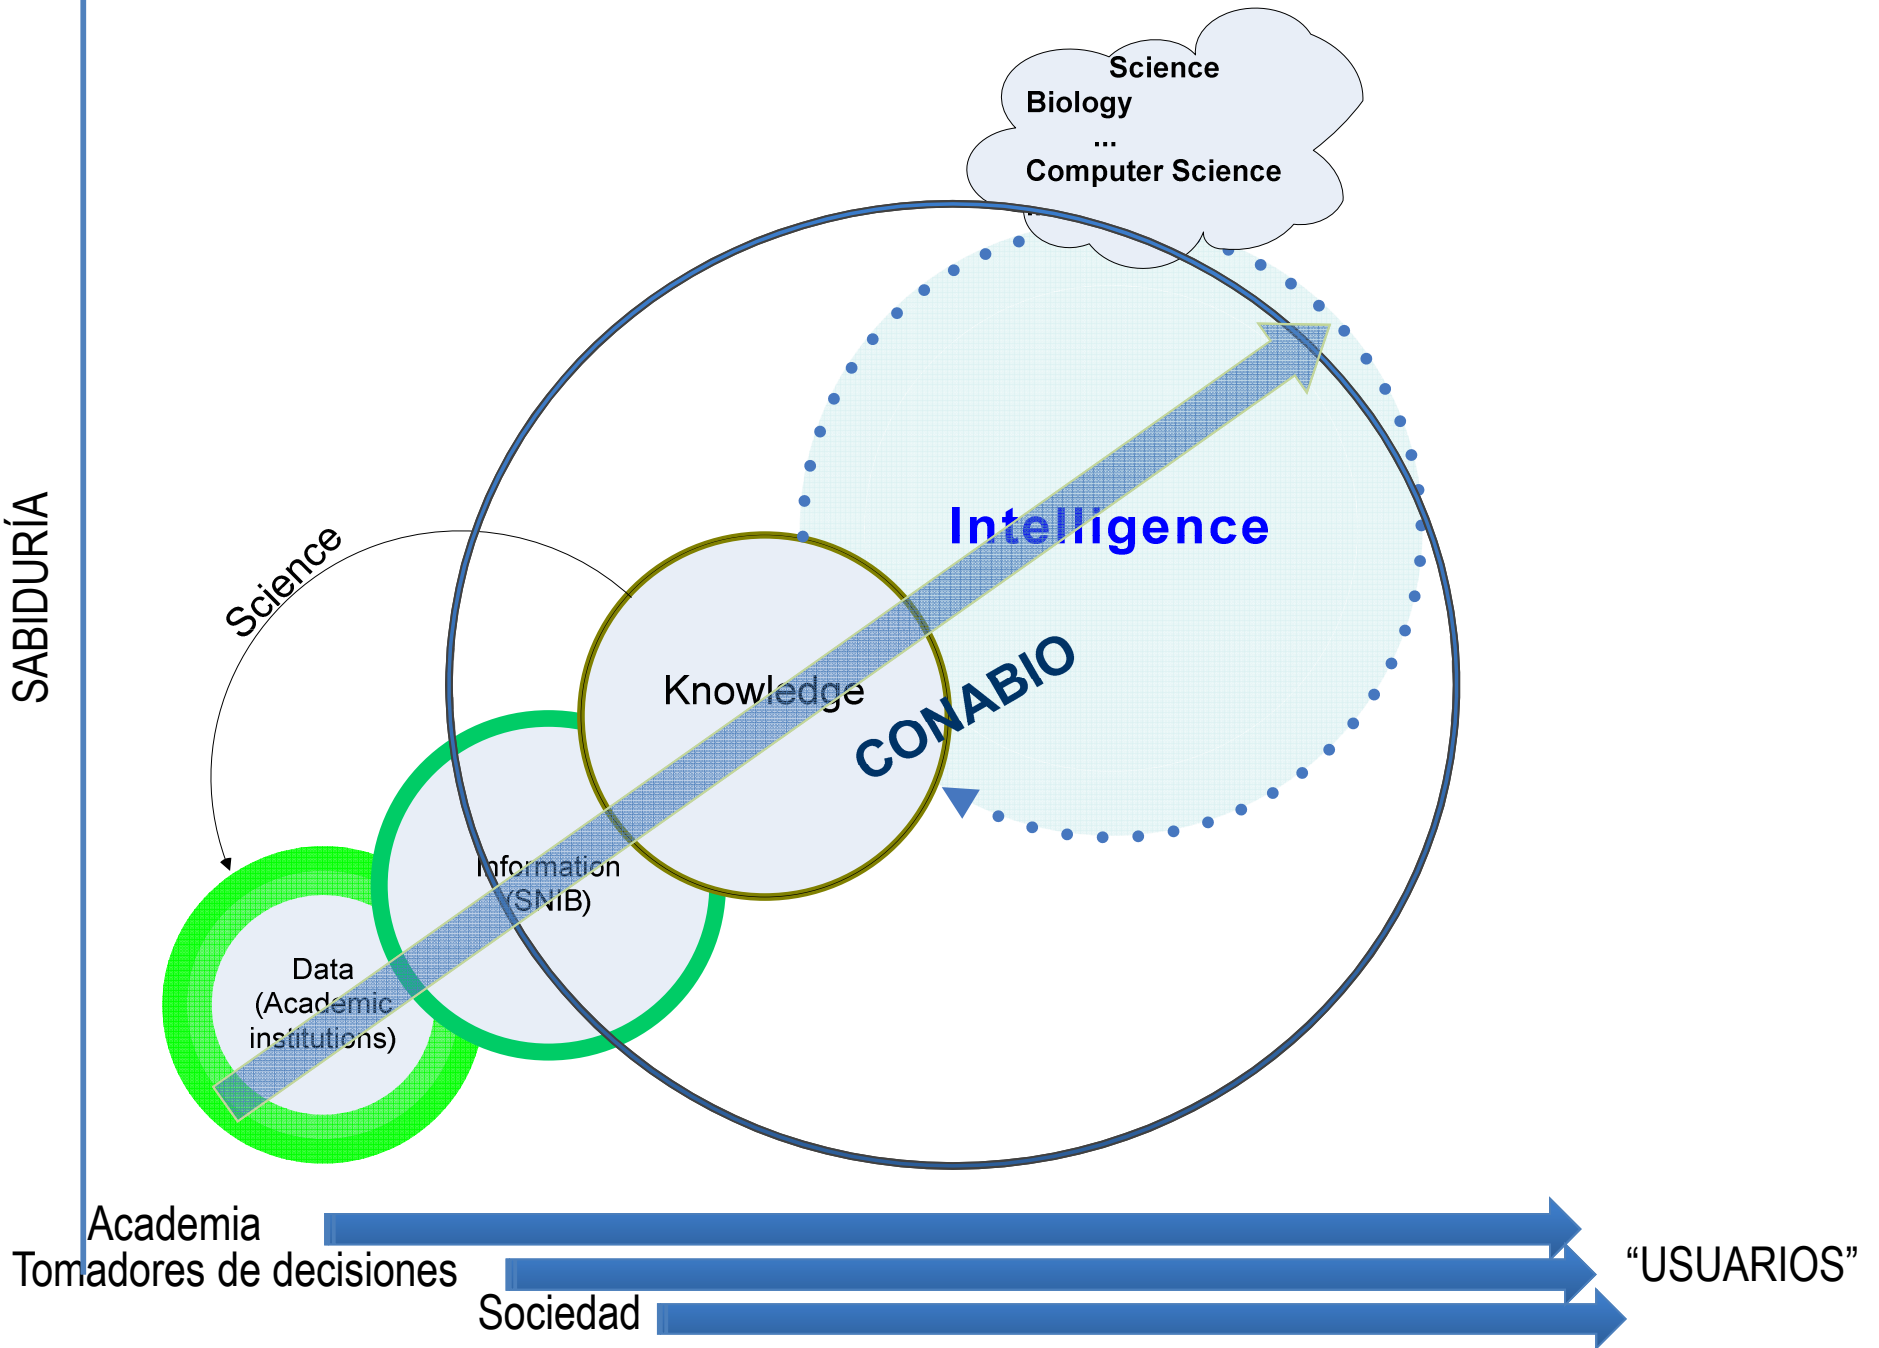 Science
Biology
...
Computer Science
...
SABIDURÍA
Science
Intelligence
CONABIO
Knowledge
Information
(SNIB)
Data
(Academic
institutions)
Academia
Tomadores de decisiones
Sociedad
“USUARIOS”